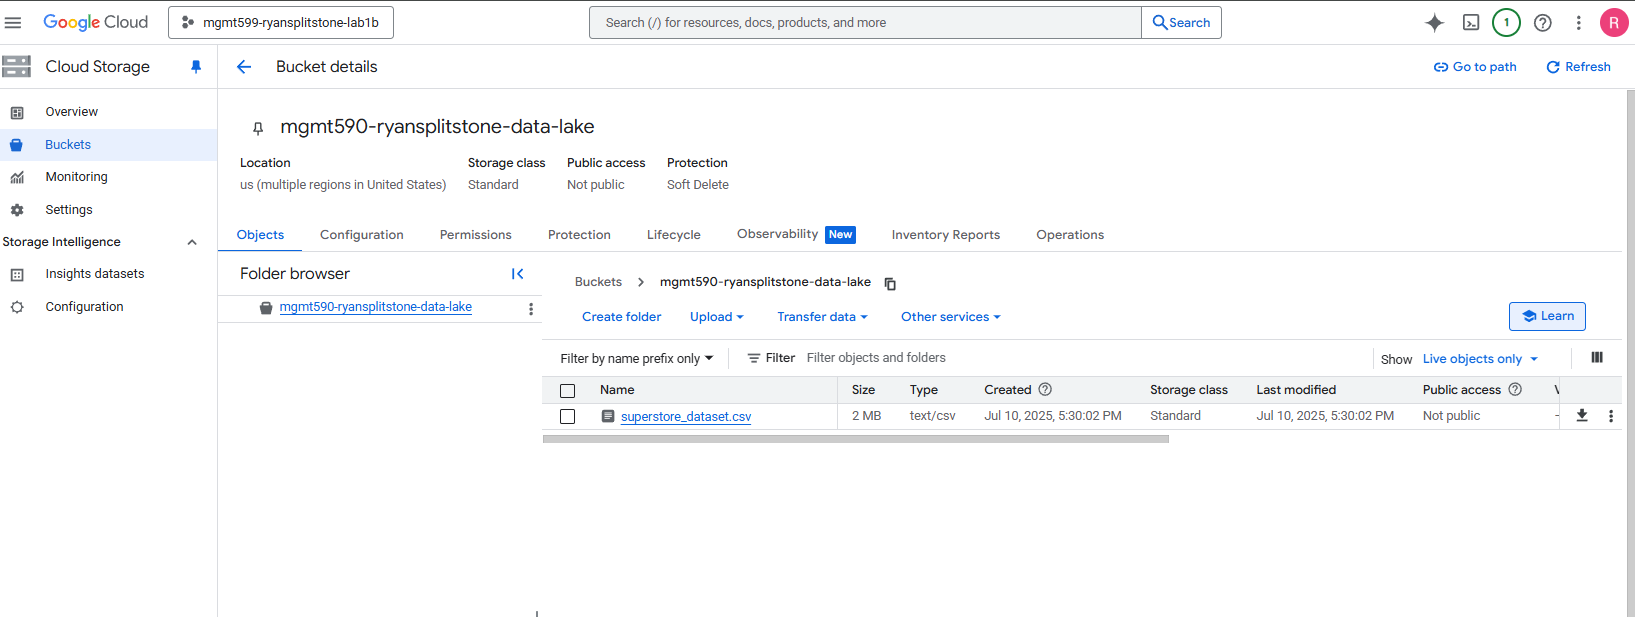 Google Cloud
mgmt599-ryansplitstone-lab1b
Search (/) for resources, docs, products, and more
Search
1
R
Cloud Storage
Bucket details
Go to path
Refresh
Overview
Buckets
Monitoring
Settings
Storage Intelligence
Insights datasets
Configuration
mgmt590-ryansplitstone-data-lake
Location Storage class Public access Protection
us (multiple regions in United States) Standard Not public Soft Delete
Objects Configuration Permissions Protection Lifecycle Observability New Inventory Reports Operations
Folder browser
mgmt590-ryansplitstone-data-lake
Buckets mgmt590-ryansplitstone-data-lake
Create folder Upload Transfer data Other services Learn
Filter by name prefix only Filter Filter objects and folders Show Live objects only
Name Size Type Created Storage class Last modified Public access
superstore_dataset.csv 2 MB text/csv Jul 10, 2025, 5:30:02 PM Standard Jul 10, 2025, 5:30:02 PM Not public –